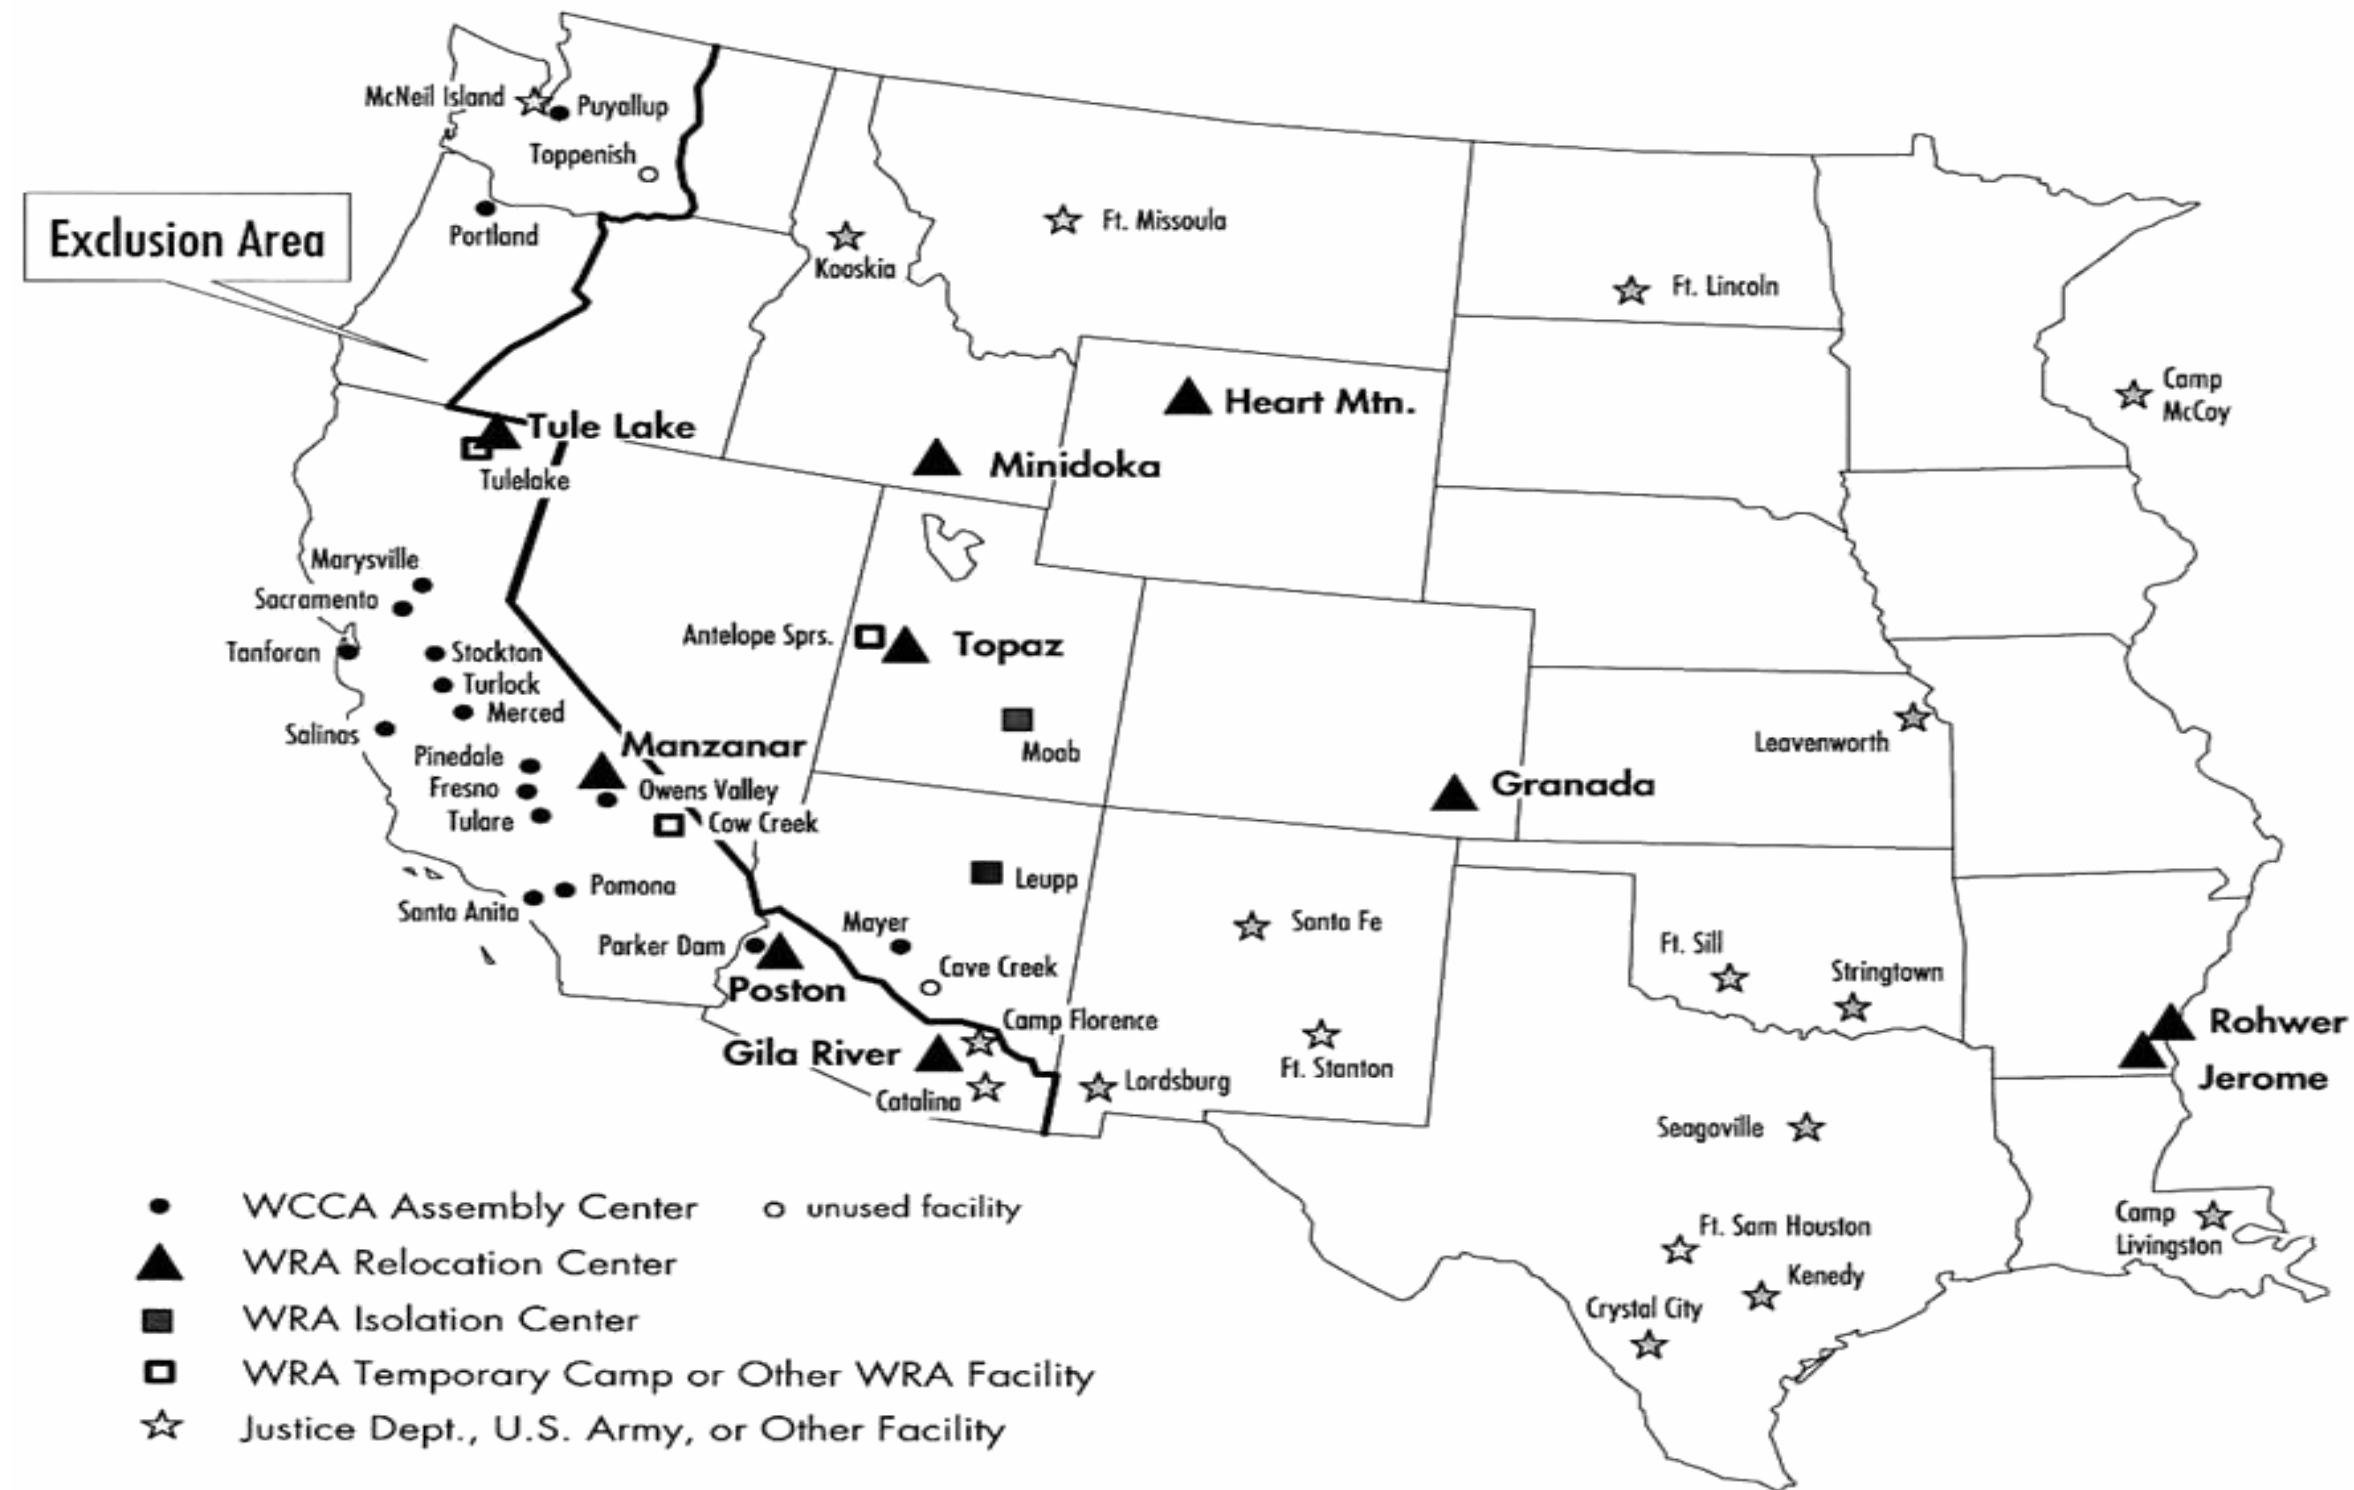 McNeil Island
Puyallup
Toppenish
Exclusion Area
Portland
Kooskia
Ft. Missoula
Ft. Lincoln
Camp
McCoy
Heart Mtn.
Tule Lake
Minidoka
Tulelake
Marysville
Sacramento
Antelope Sprs.
Topaz
Tanforan
Stockton
Turlock
Merced
Salinas
Moab
Leavenworth
Manzanar
Pinedale
Fresno
Owens Valley
Granada
Tulare
Cow Creek
Leupp
Pomona
Santa Anita
Mayer
Santa Fe
Parker Dam
Cave Creek
Ft. Sill
Stringtown
Poston
Camp Florence
Rohwer
Gila River
Ft. Stanton
Jerome
Catalina
Lordsburg
Seagoville
Camp
Livingston
Ft. Sam Houston
Kenedy
Crystal City
WCCA Assembly Center
unused facility
WRA Relocation Center
WRA Isolation Center
WRA Temporary Camp or Other WRA Facility
Justice Dept., U.S. Army, or Other Facility